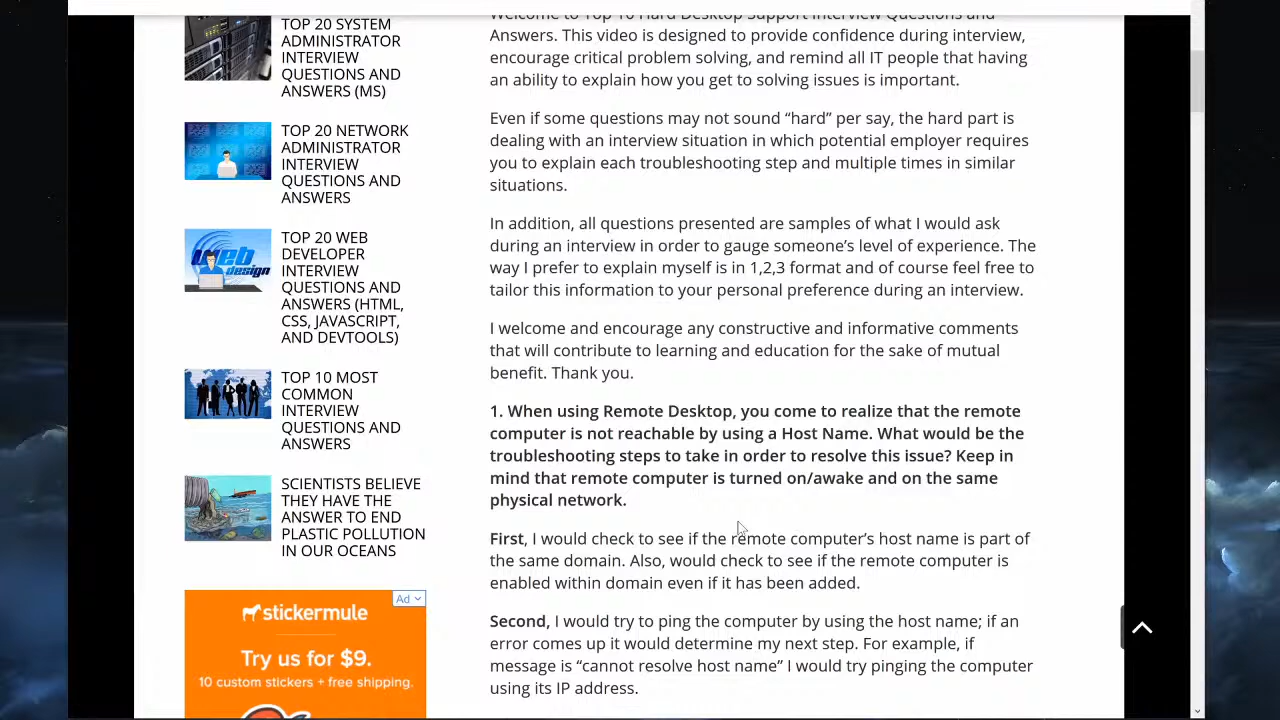 TOP 20 SYSTEM
ADMINISTRATOR
INTERVIEW
QUESTIONS AND
ANSWERS (MS)
TOP 20 NETWORK
ADMINISTRATOR
INTERVIEW
QUESTIONS AND
ANSWERS
TOP 20 WEB
DEVELOPER
INTERVIEW
QUESTIONS AND
ANSWERS (HTML,
CSS, JAVASCRIPT,
AND DEVTOOLS)
web
design
TOP 10 MOST
COMMON
INTERVIEW
QUESTIONS AND
ANSWERS
SCIENTISTS BELIEVE
THEY HAVE THE
ANSWER TO END
PLASTIC POLLUTION
IN OUR OCEANS
Ad
stickermule
Try us for $9.
10 custom stickers + free shipping.
Welcome to Top 10 Hard Desktop Support Interview Questions and
Answers. This video is designed to provide confidence during interview,
encourage critical problem solving, and remind all IT people that having
an ability to explain how you get to solving issues is important.
Even if some questions may not sound “hard” per say, the hard part is
dealing with an interview situation in which potential employer requires
you to explain each troubleshooting step and multiple times in similar
situations.
In addition, all questions presented are samples of what I would ask
during an interview in order to gauge someone’s level of experience. The
way I prefer to explain myself is in 1,2,3 format and of course feel free to
tailor this information to your personal preference during an interview.
I welcome and encourage any constructive and informative comments
that will contribute to learning and education for the sake of mutual
benefit. Thank you.
1. When using Remote Desktop, you come to realize that the remote
computer is not reachable by using a Host Name. What would be the
troubleshooting steps to take in order to resolve this issue? Keep in
mind that remote computer is turned on/awake and on the same
physical network.
First, I would check to see if the remote computer’s host name is part of
the same domain. Also, would check to see if the remote computer is
enabled within domain even if it has been added.
Second, I would try to ping the computer by using the host name; if an
error comes up it would determine my next step. For example, if
message is “cannot resolve host name” I would try pinging the computer
using its IP address.